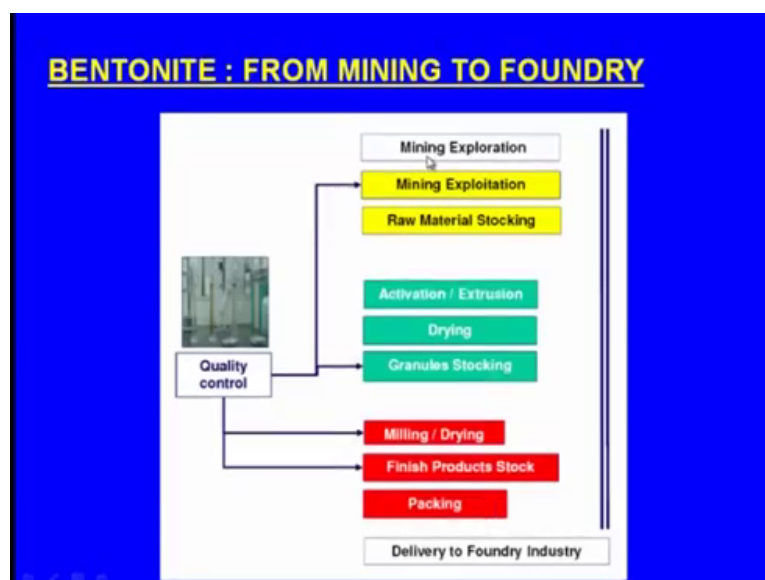 BENTONITE : FROM MINING TO FOUNDRY
Mining Exploration
Mining Exploitation
Raw Material Stocking
Activation / Extrusion
Drying
Granules Stocking
Quality
control
Milling / Drying
Finish Products Stock
Packing
Delivery to Foundry Industry